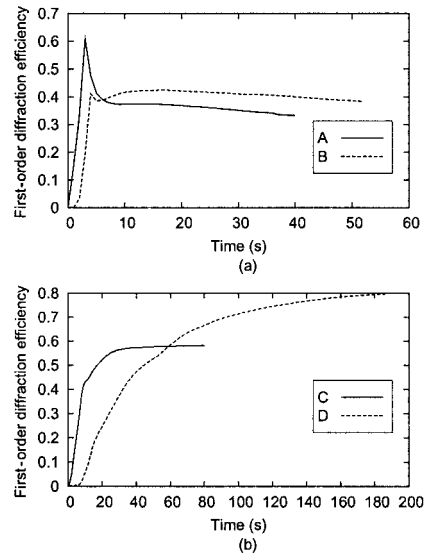 First-order diffraction efficiency
0.7
0.6
0.5
0.4
0.3
0.2
0.1
0
A
B
0 10 20 30 40 50 60
Time (s)
(a)
First-order diffraction efficiency
0.8
0.7
0.6
0.5
0.4
0.3
0.2
0.1
0
C
D
0 20 40 60 80 100 120 140 160 180 200
Time (s)
(b)